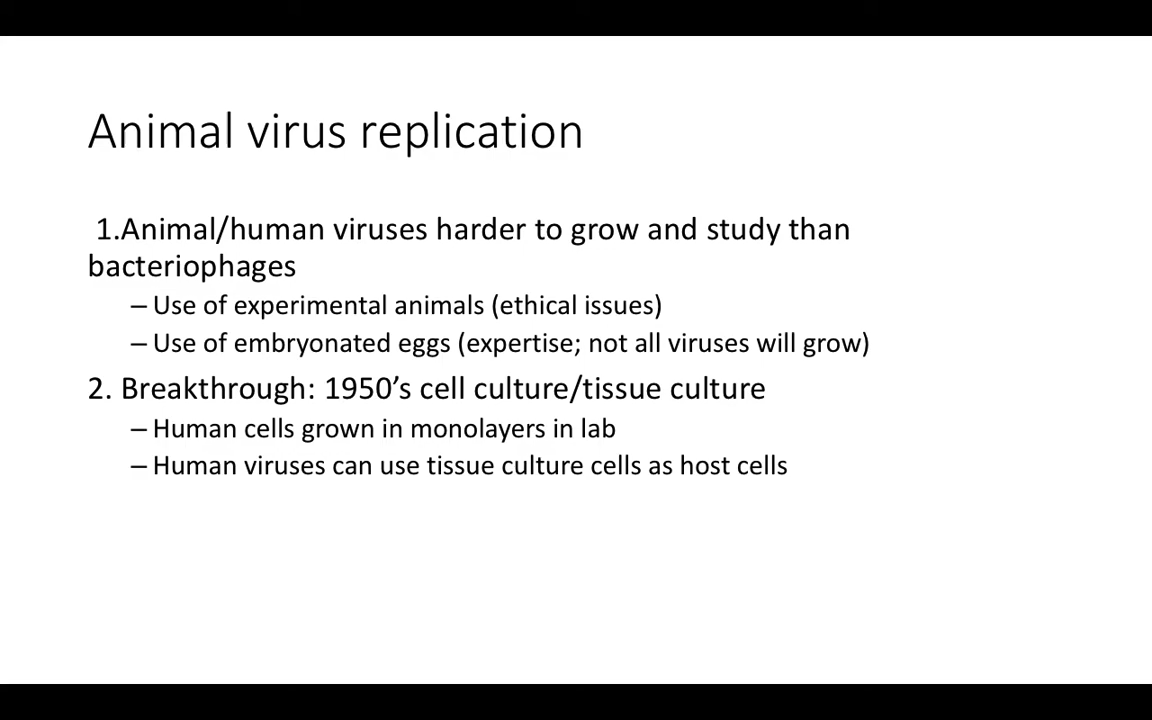 Animal virus replication
1.Animal/human viruses harder to grow and study than
bacteriophages
– Use of experimental animals (ethical issues)
– Use of embryonated eggs (expertise; not all viruses will grow)
2. Breakthrough: 1950’s cell culture/tissue culture
– Human cells grown in monolayers in lab
– Human viruses can use tissue culture cells as host cells